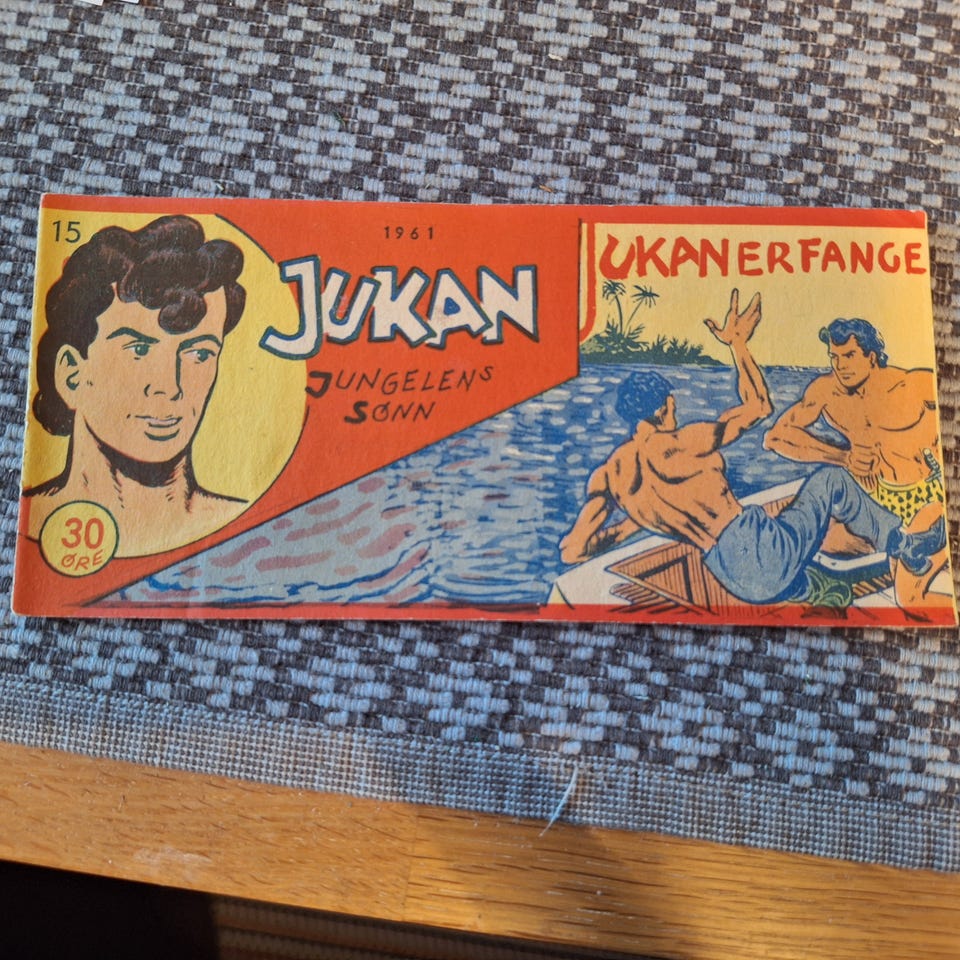 15
1961
JUKAN
JUNGELENS
SØNN
JUKAN ER FANGE
30
ØRE